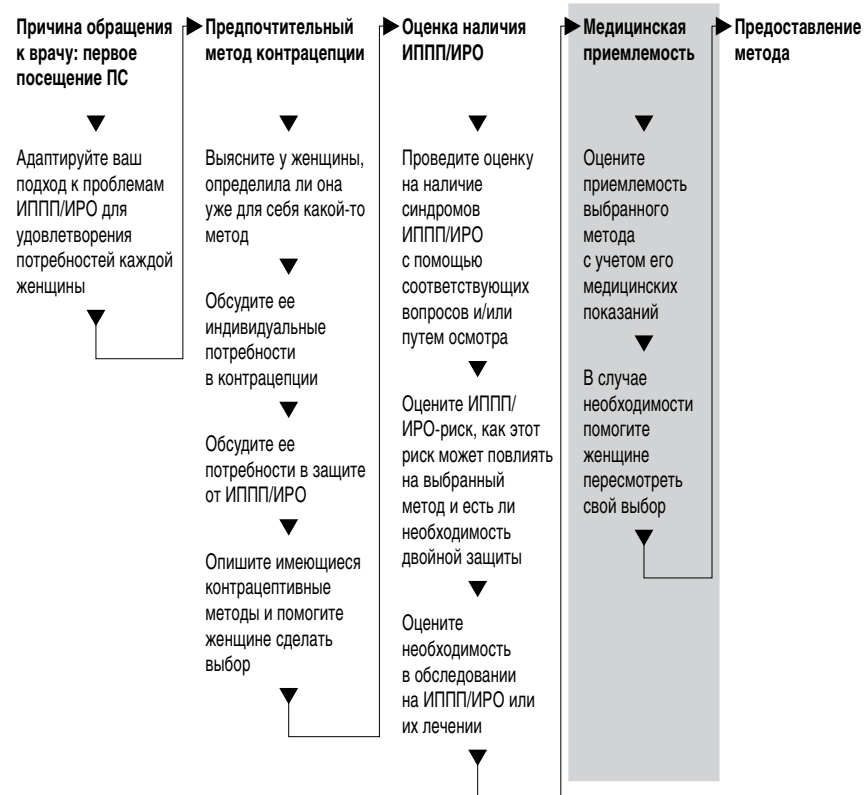 Причина обращения
к врачу: первое
посещение ПС
Адаптируйте ваш
подход к проблемам
ИППП/ИРО для
удовлетворения
потребностей каждой
женщины
Предпочтительный
метод контрацепции
Выясните у женщины,
определила ли она
уже для себя какой-то
метод
Обсудите ее
индивидуальные
потребности
в контрацепции
Обсудите ее
потребности в защите
от ИППП/ИРО
Опишите имеющиеся
контрацептивные
методы и помогите
женщине сделать
выбор
Оценка наличия
ИППП/ИРО
Проведите оценку
на наличие
синдромов
ИППП/ИРО
с помощью
соответствующих
вопросов и/или
путем осмотра
Оцените ИППП/
ИРО-риск, как этот
риск может повлиять
на выбранный
метод и есть ли
необходимость
двойной защиты
Оцените
необходимость
в обследовании
на ИППП/ИРО или
их лечении
Медицинская
приемлемость
Оцените
приемлемость
выбранного
метода
с учетом его
медицинских
показаний
В случае
необходимости
помогите
женщине
пересмотреть
свой выбор
Предоставление
метода